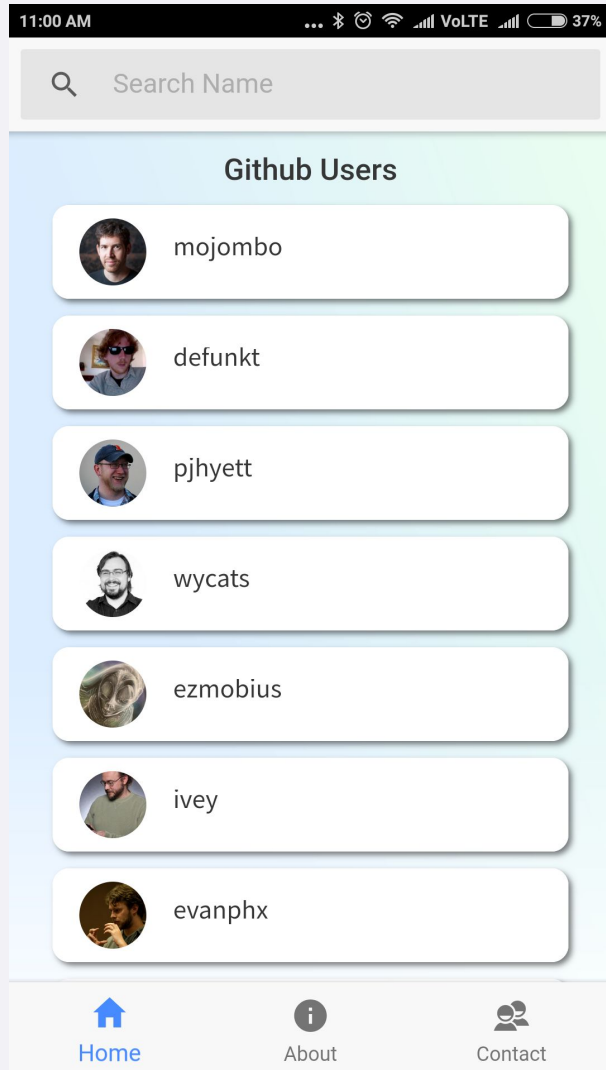 11:00 AM ... VoLTE 37%
Search Name
Github Users
mojombo
defunkt
pjhyett
wycats
ezmobius
ivey
evanphx
Home About Contact